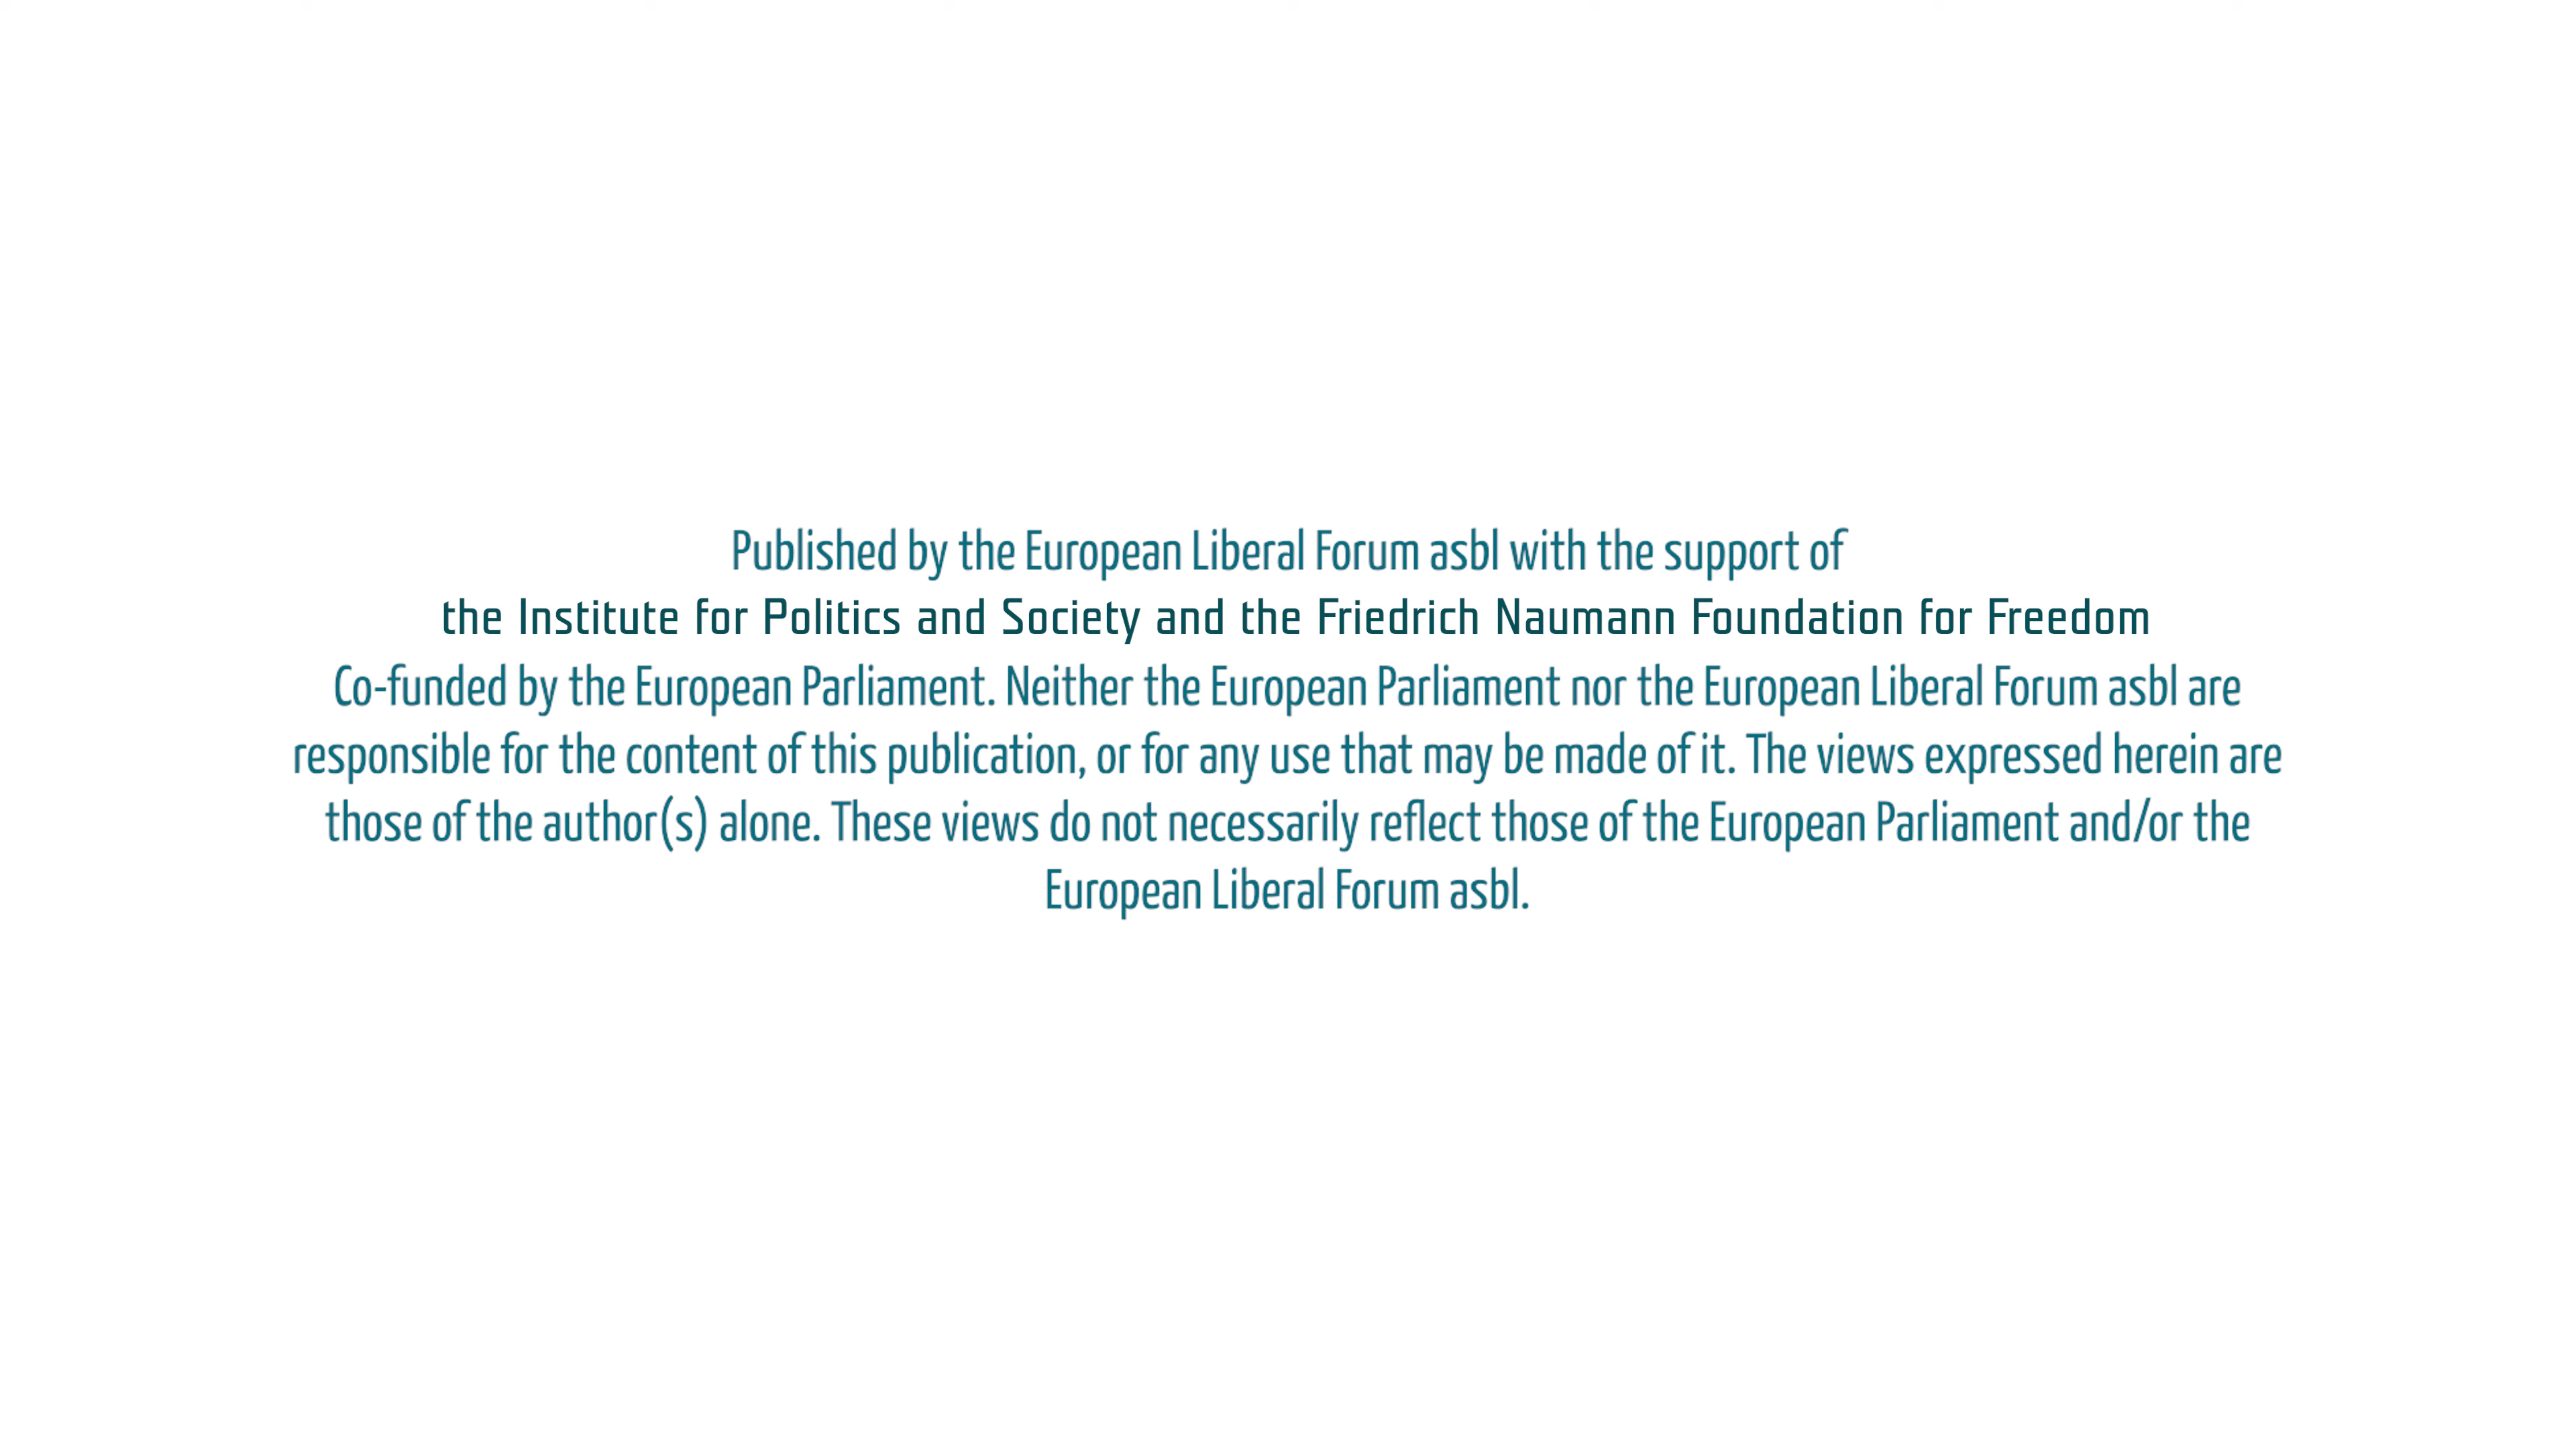 Published by the European Liberal Forum asbl with the support of
the Institute for Politics and Society and the Friedrich Naumann Foundation for Freedom
Co-funded by the European Parliament. Neither the European Parliament nor the European Liberal Forum asbl are
responsible for the content of this publication, or for any use that may be made of it. The views expressed herein are
those of the author(s) alone. These views do not necessarily reflect those of the European Parliament and/or the
European Liberal Forum asbl.